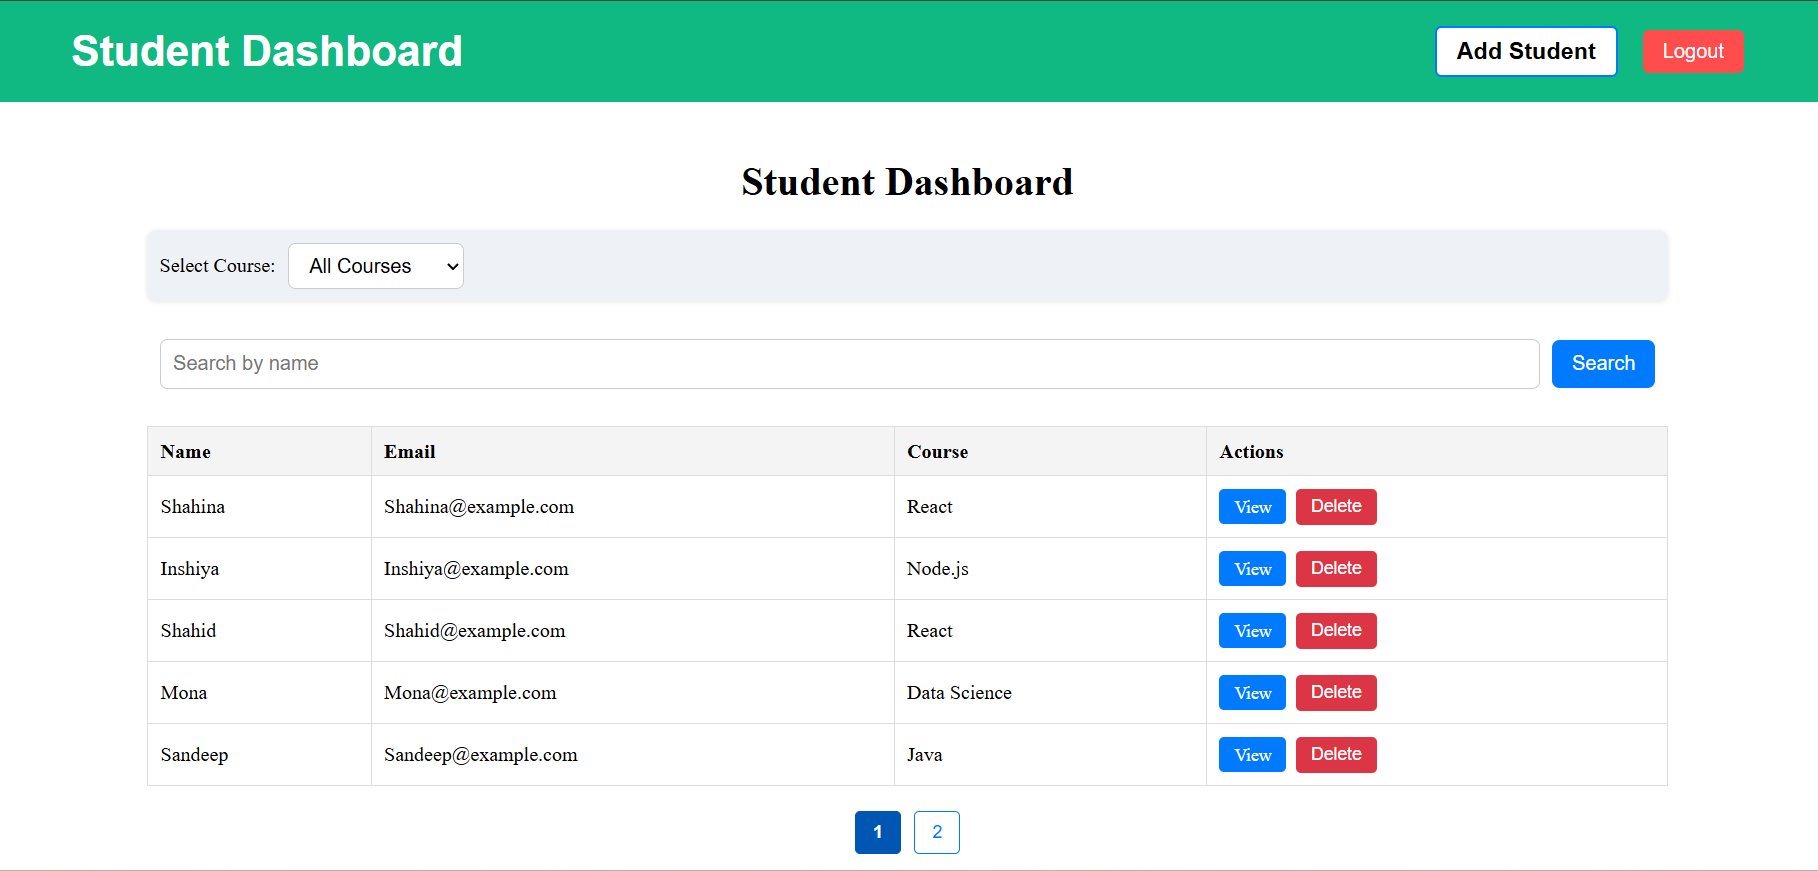 Student Dashboard Add Student Logout
Student Dashboard
Select Course: All Courses
Search by name Search
Name Email Course Actions
Shahina Shahina@example.com React View Delete
Inshiya Inshiya@example.com Node.js View Delete
Shahid Shahid@example.com React View Delete
Mona Mona@example.com Data Science View Delete
Sandeep Sandeep@example.com Java View Delete
1 2